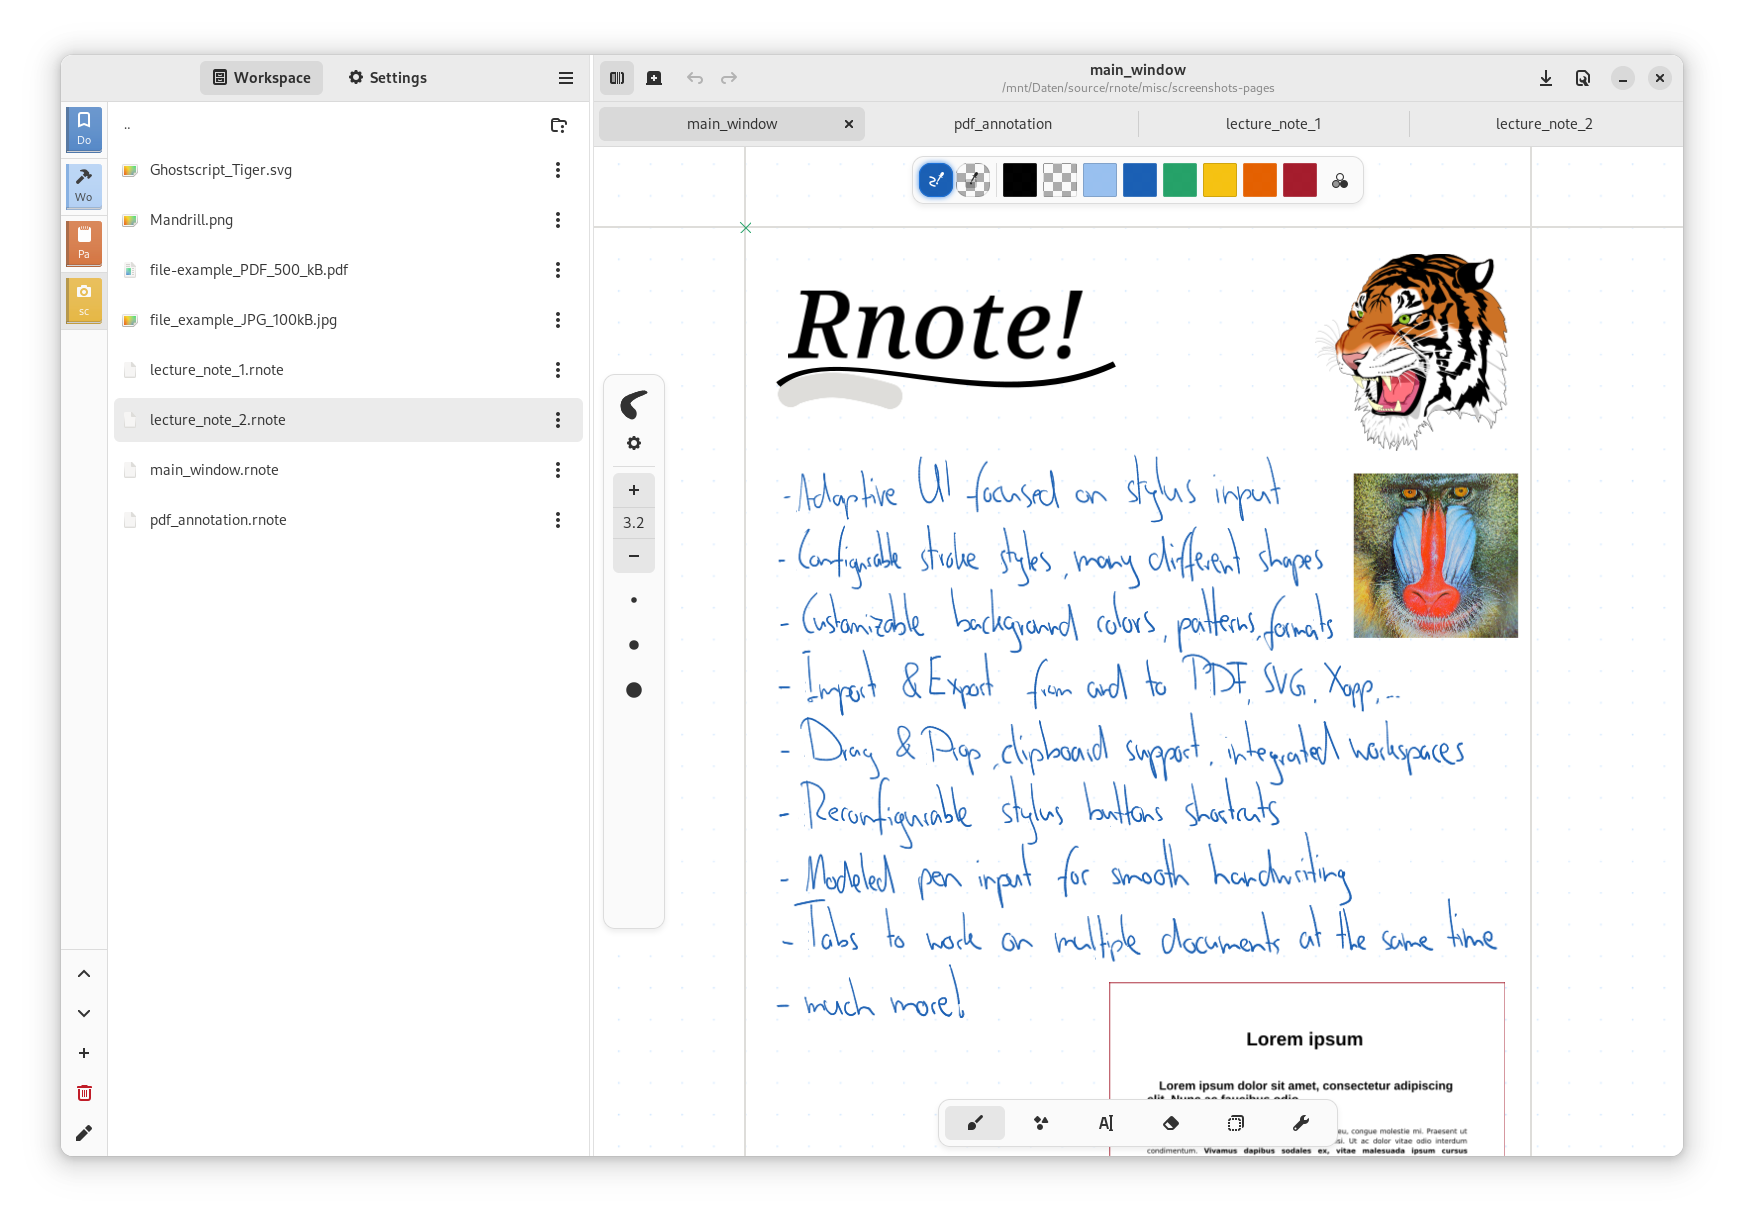 Workspace
Settings
main_window
/mnt/Daten/source/rnote/misc/screenshots-pages
main_window
pdf_annotation
lecture_note_1
lecture_note_2
Do
Wo
Pa
sc
..
Ghostscript_Tiger.svg
Mandrill.png
file-example_PDF_500_kB.pdf
file_example_JPG_100kB.jpg
lecture_note_1.rnote
lecture_note_2.rnote
main_window.rnote
pdf_annotation.rnote
+
3.2
−
Rnote!
- Adaptive UI focused on stylus input
- Configurable stroke styles, many different shapes
- Customizable background colors, patterns, formats
- Import & Export from and to PDF, SVG, Xopp, ...
- Drag & Drop, clipboard support, integrated workspaces
- Reconfigurable stylus buttons shortcuts
- Modeled pen input for smooth handwriting
- Tabs to work on multiple documents at the same time
- much more!
Lorem ipsum
Lorem ipsum dolor sit amet, consectetur adipiscing
elit. Nunc ac faucibus odio.
eu, congue molestie mi. Praesent ut
si. Ut ac dolor vitae odio interdum
condimentum. Vivamus dapibus sodales ex, vitae malesuada ipsum cursus